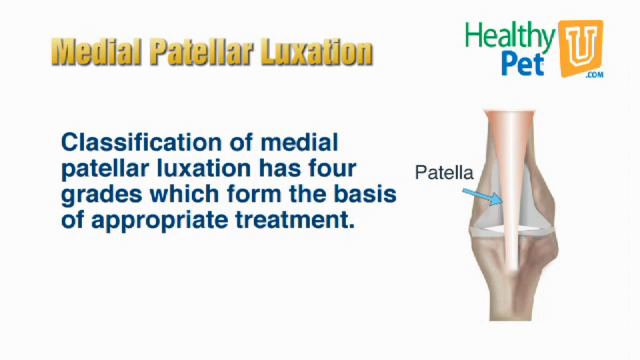 Medial Patellar Luxation
Healthy
Pet
U
.COM
Classification of medial
patellar luxation has four
grades which form the basis
of appropriate treatment.
Patella